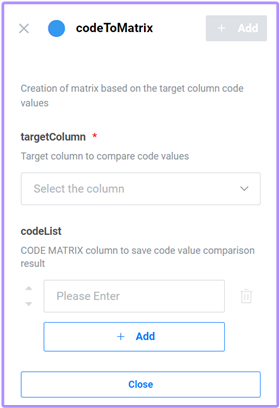 codeToMatrix
+ Add
Creation of matrix based on the target column code
values
targetColumn *
Target column to compare code values
Select the column
codeList
CODE MATRIX column to save code value comparison
result
Please Enter
+ Add
Close